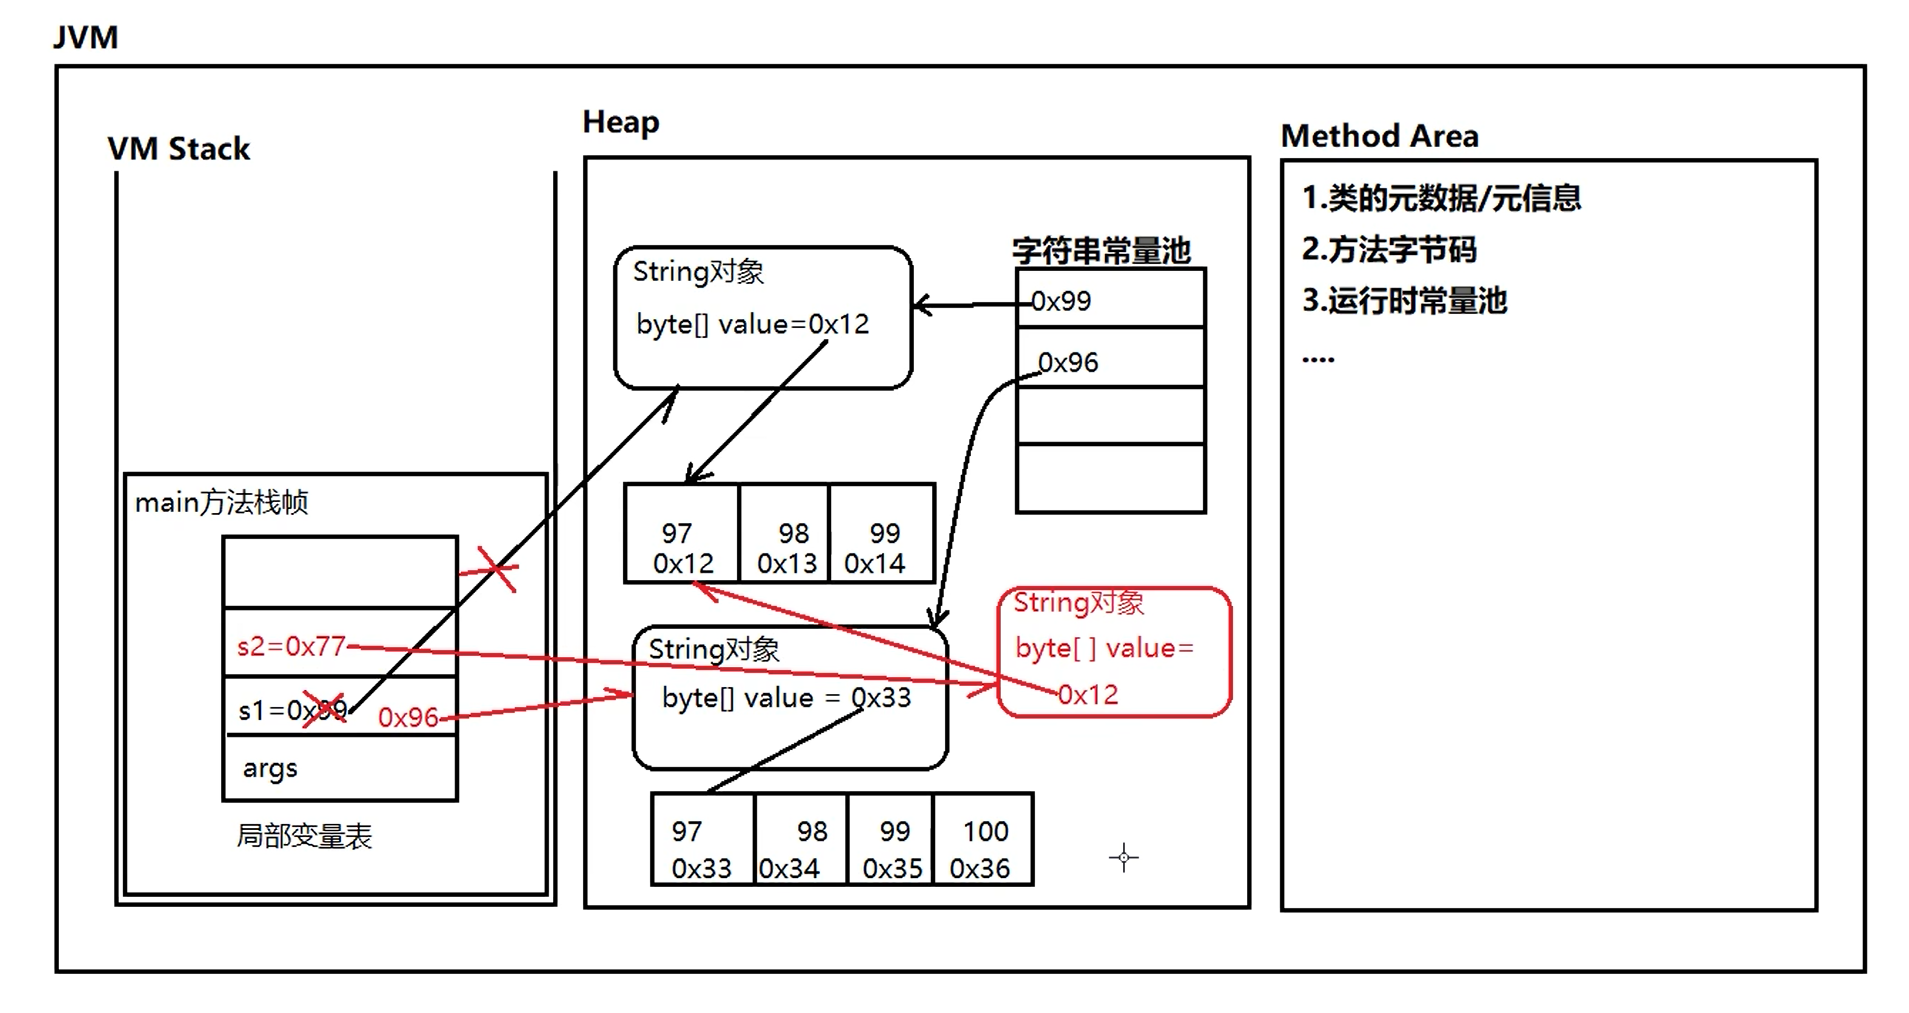 JVM
VM Stack
main方法栈帧
s2=0x77
s1=0x99
0x96
args
局部变量表
Heap
String对象
byte[] value=0x12
字符串常量池
0x99
0x96
97
98
99
0x12
0x13
0x14
String对象
byte[] value = 0x33
String对象
byte[ ] value=
0x12
97
98
99
100
0x33
0x34
0x35
0x36
Method Area
1.类的元数据/元信息
2.方法字节码
3.运行时常量池
....